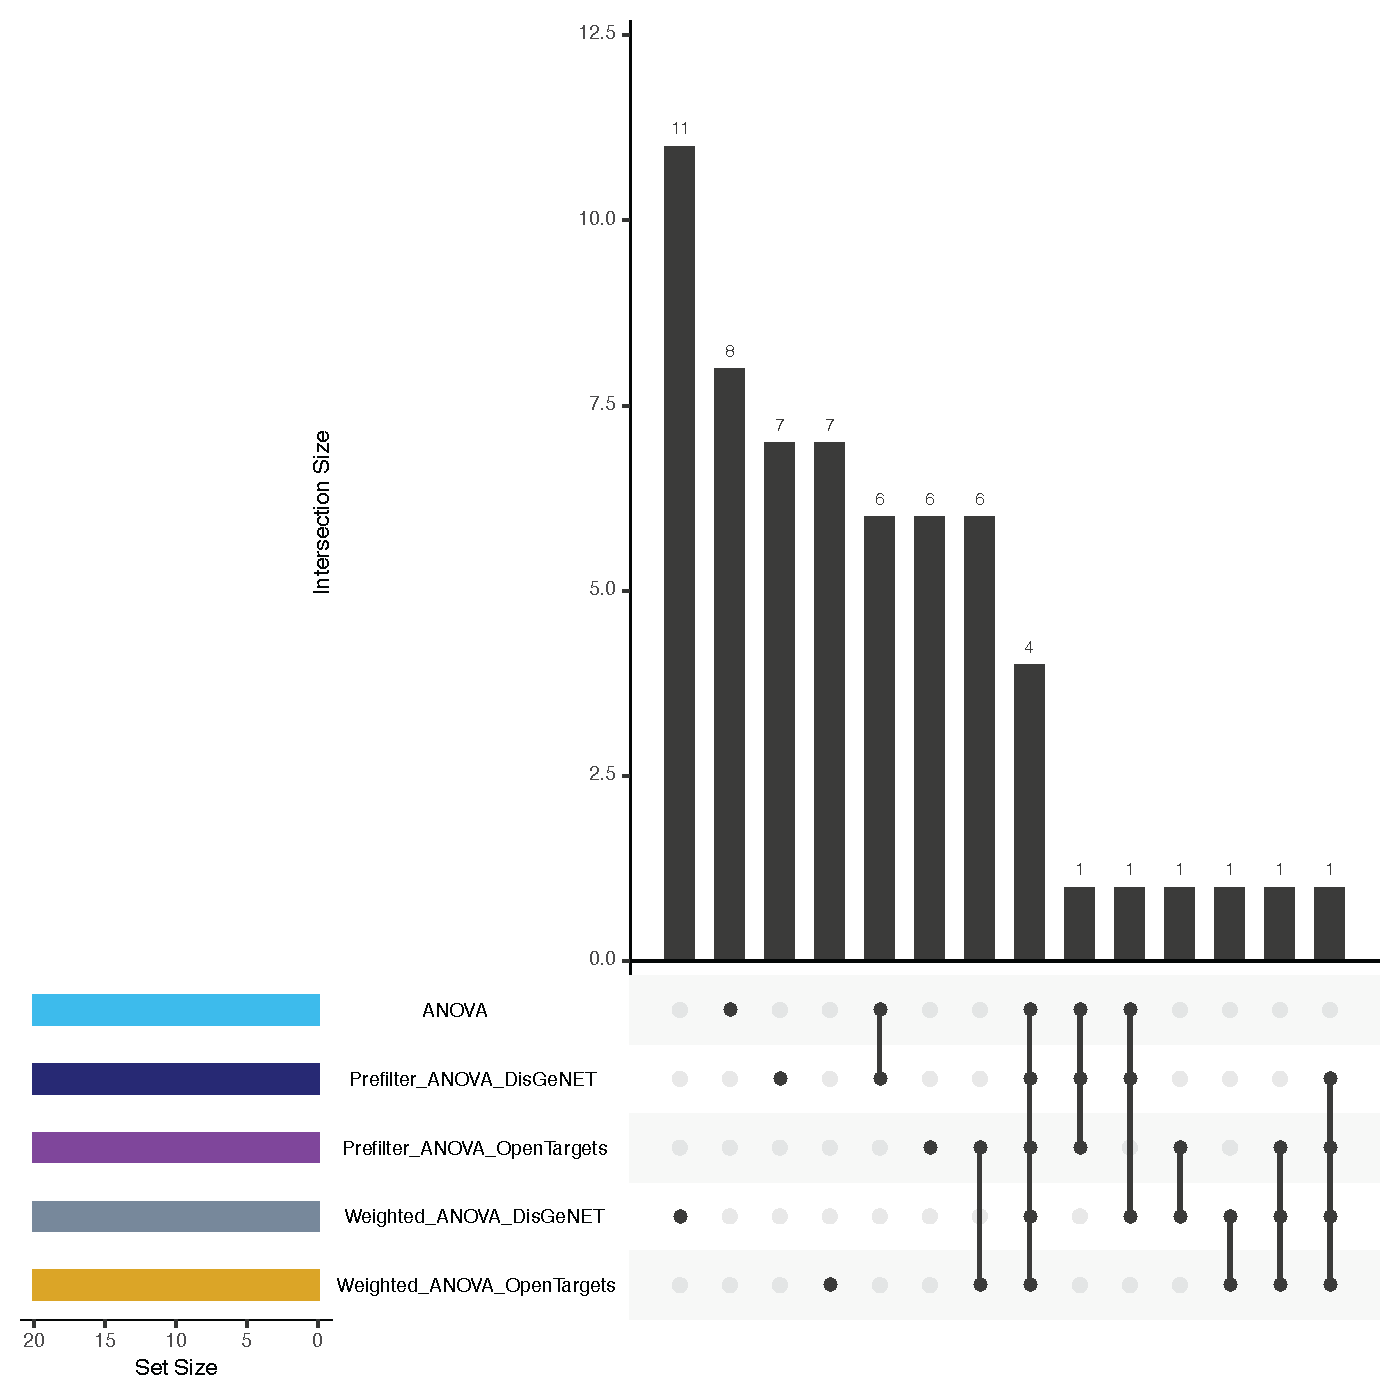 12.5
11
8
10.0
7.5
7
7
Intersection Size
6
6
6
5.0
4
2.5
1
1
1
1
1
1
0.0
ANOVA
Prefilter_ANOVA_DisGeNET
Prefilter_ANOVA_OpenTargets
Weighted_ANOVA_DisGeNET
Weighted_ANOVA_OpenTargets
20 15 10 5 0
Set Size